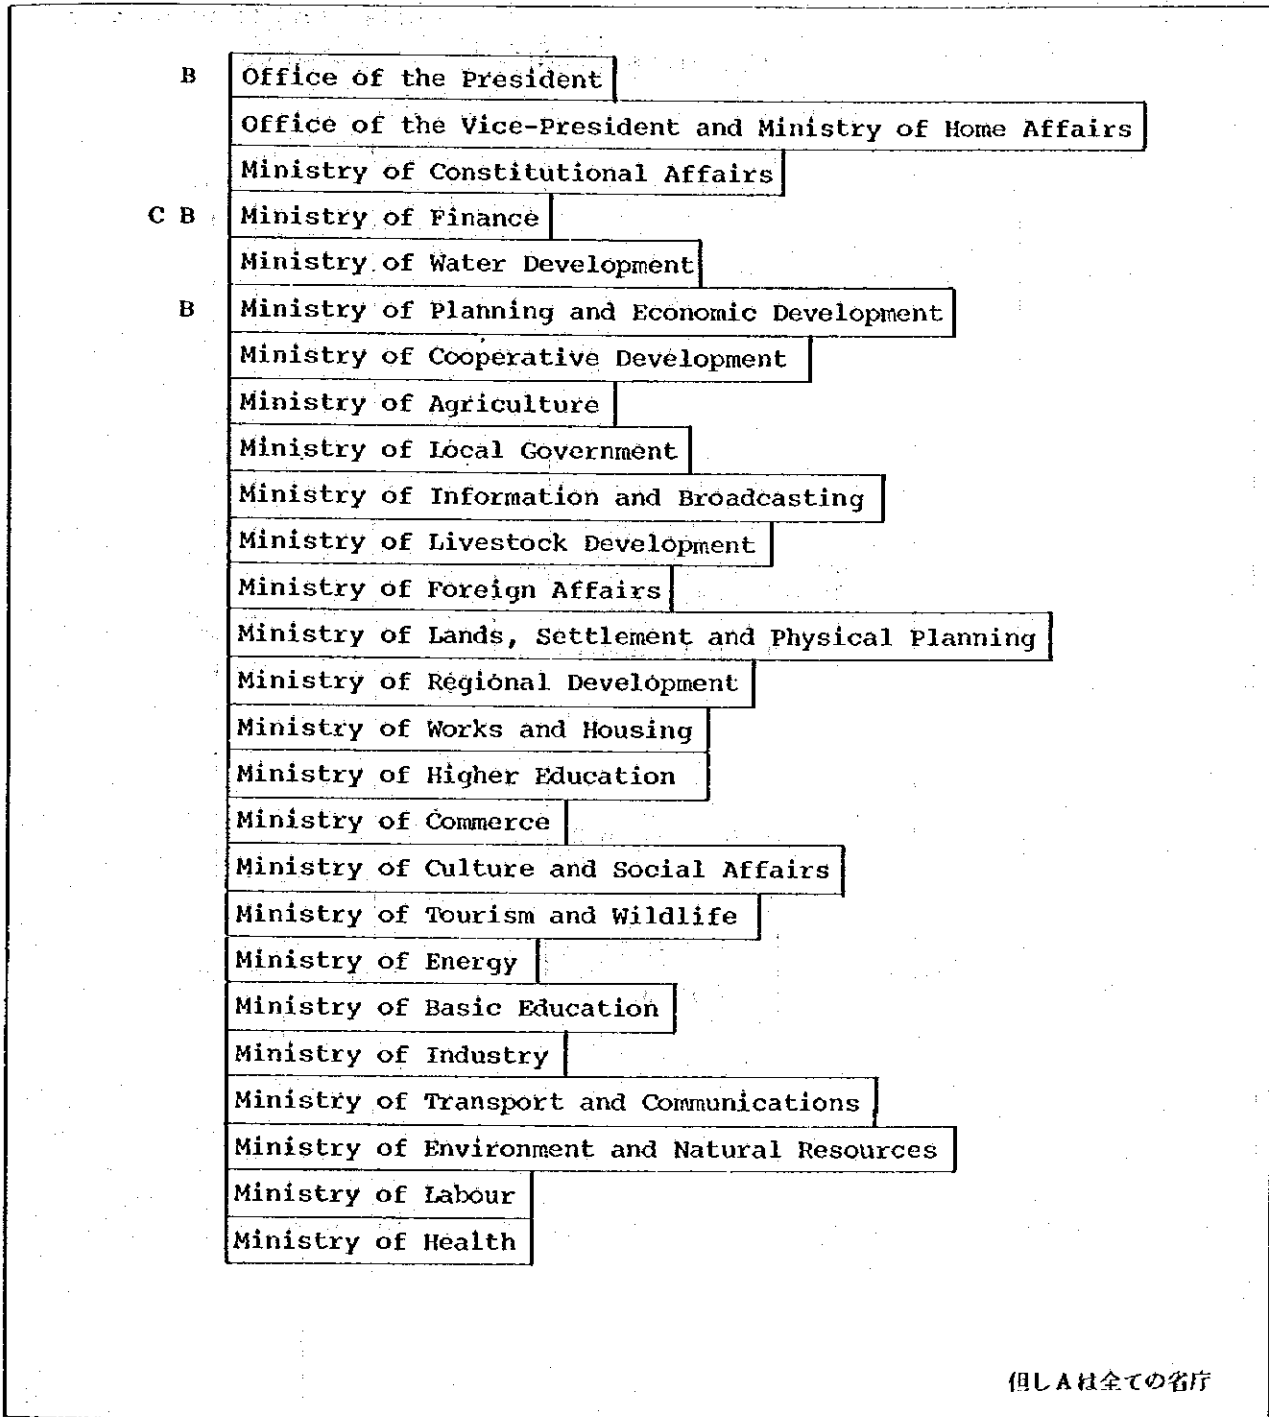 B Office of the President
Office of the Vice-President and Ministry of Home Affairs
Ministry of Constitutional Affairs
C B Ministry of Finance
Ministry of Water Development
B Ministry of Planning and Economic Development
Ministry of Cooperative Development
Ministry of Agriculture
Ministry of Local Government
Ministry of Information and Broadcasting
Ministry of Livestock Development
Ministry of Foreign Affairs
Ministry of Lands, Settlement and Physical Planning
Ministry of Regional Development
Ministry of Works and Housing
Ministry of Higher Education
Ministry of Commerce
Ministry of Culture and Social Affairs
Ministry of Tourism and Wildlife
Ministry of Energy
Ministry of Basic Education
Ministry of Industry
Ministry of Transport and Communications
Ministry of Environment and Natural Resources
Ministry of Labour
Ministry of Health
但しAは全ての省庁